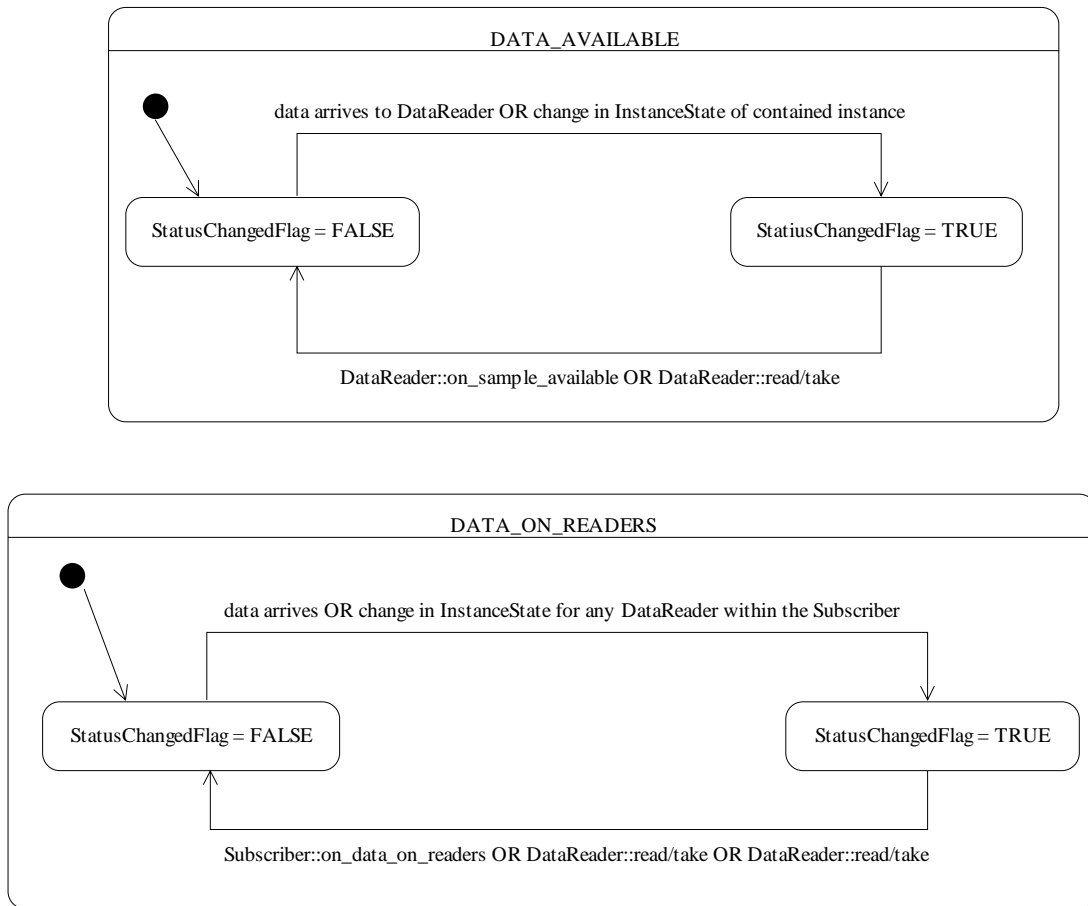 DATA_AVAILABLE
data arrives to DataReader OR change in InstanceState of contained instance
StatusChangedFlag = FALSE
StatiusChangedFlag = TRUE
DataReader::on_sample_available OR DataReader::read/take
DATA_ON_READERS
data arrives OR change in InstanceState for any DataReader within the Subscriber
StatusChangedFlag = FALSE
StatusChangedFlag = TRUE
Subscriber::on_data_on_readers OR DataReader::read/take OR DataReader::read/take